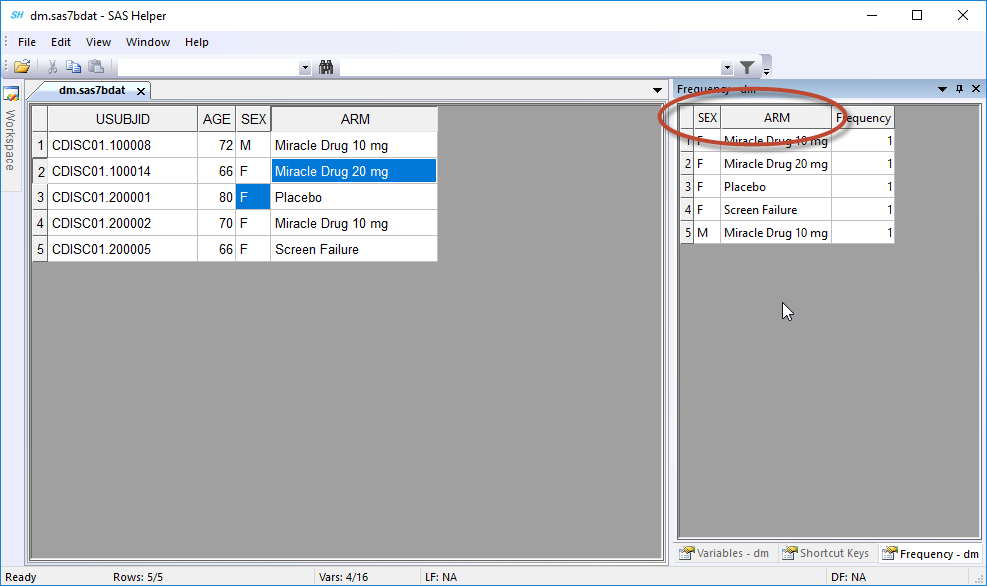 SH dm.sas7bdat - SAS Helper
File Edit View Window Help
dm.sas7bdat
Workspace
USUBJID AGE SEX ARM
1 CDISC01.100008 72 M Miracle Drug 10 mg
2 CDISC01.100014 66 F Miracle Drug 20 mg
3 CDISC01.200001 80 F Placebo
4 CDISC01.200002 70 F Miracle Drug 10 mg
5 CDISC01.200005 66 F Screen Failure
Frequency - dm
SEX ARM Frequency
1 F Miracle Drug 10 mg 1
2 F Miracle Drug 20 mg 1
3 F Placebo 1
4 F Screen Failure 1
5 M Miracle Drug 10 mg 1
Variables - dm Shortcut Keys Frequency - dm
Ready Rows: 5/5 Vars: 4/16 LF: NA DF: NA